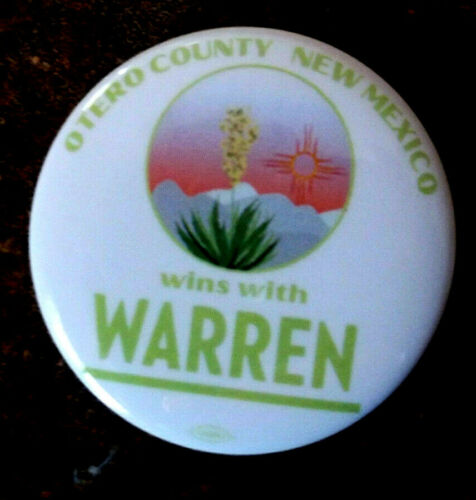 OTERO COUNTY NEW MEXICO
wins with
WARREN